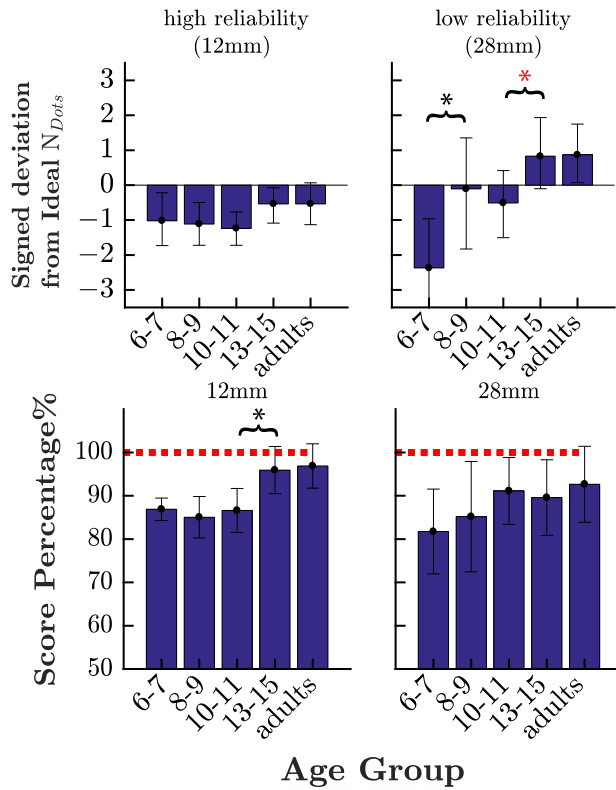 high reliability
(12mm)
low reliability
(28mm)
Signed deviation
from Ideal N_Dots
3
2
1
0
−1
−2
−3
*
*
6-7
8-9
10-11
13-15
adults
6-7
8-9
10-11
13-15
adults
12mm
28mm
Score Percentage%
100
90
80
70
60
50
*
6-7
8-9
10-11
13-15
adults
6-7
8-9
10-11
13-15
adults
Age Group